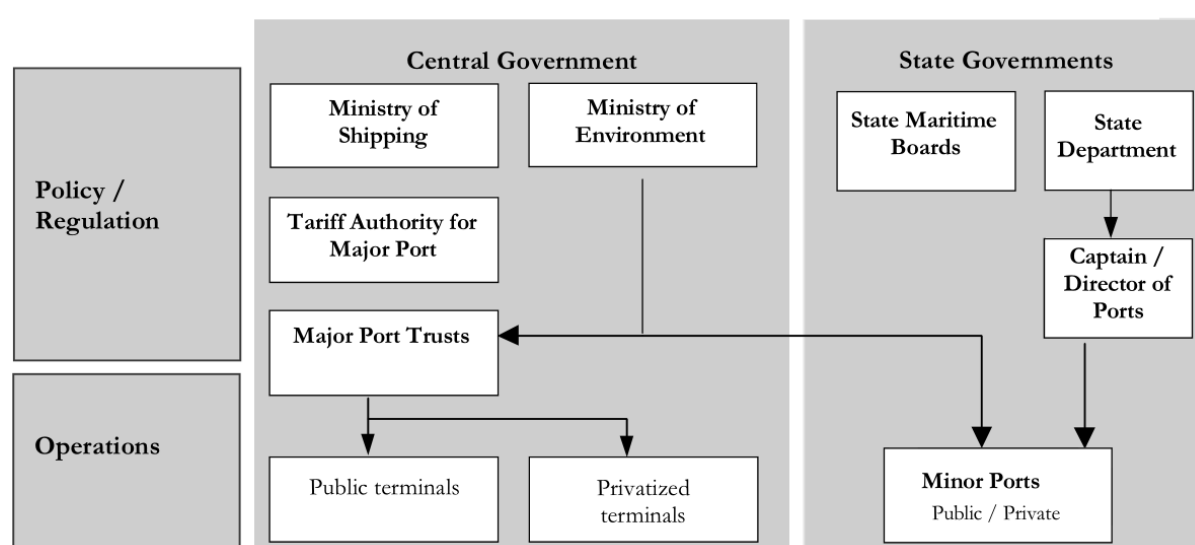 Central Government
State Governments
Policy /
Regulation
Ministry of
Shipping
Ministry of
Environment
State Maritime
Boards
State
Department
Tariff Authority for
Major Port
Captain /
Director of
Ports
Major Port Trusts
Operations
Public terminals
Privatized
terminals
Minor Ports
Public / Private